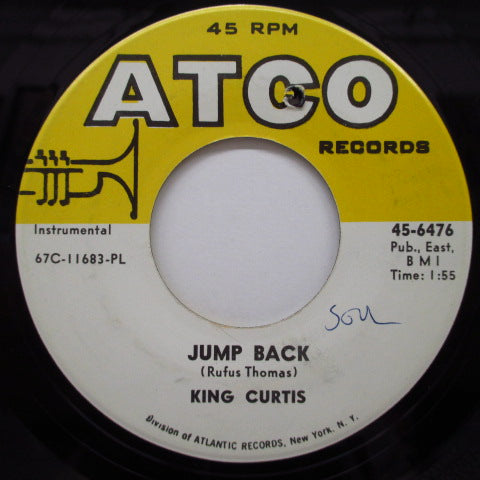 45 RPM
ATCO
RECORDS
Instrumental
67C-11683-PL
45-6476
Pub., East,
BMI
Time: 1:55
Soul
JUMP BACK
(Rufus Thomas)
KING CURTIS
Division of ATLANTIC RECORDS, New York, N. Y.